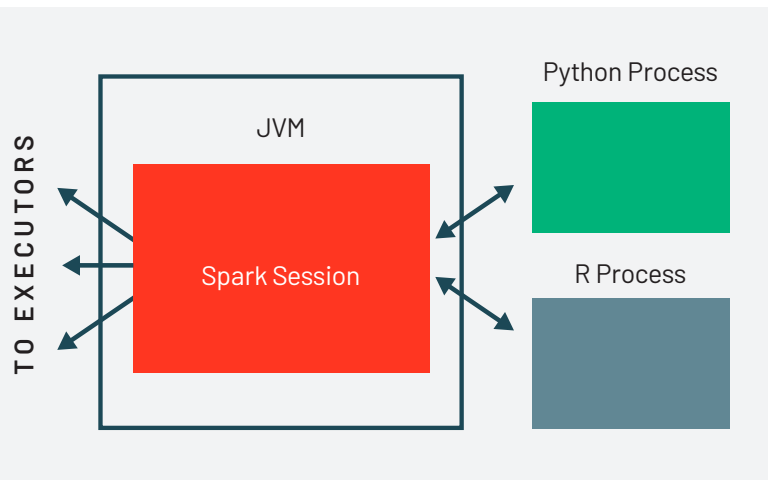 TO EXECUTORS
JVM
Spark Session
Python Process
R Process